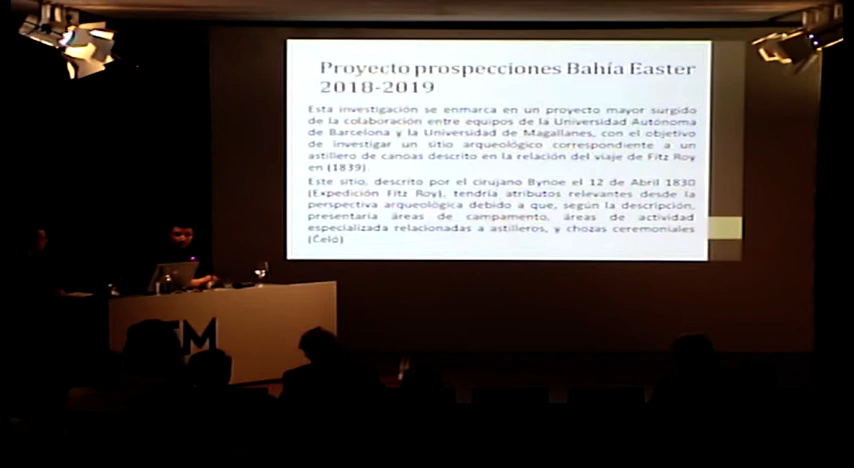 Proyecto prospecciones Bahía Easter
2018-2019
Esta investigación se enmarca en un proyecto mayor surgido
de la colaboración entre equipos de la Universidad Autónoma
de Barcelona y la Universidad de Magallanes, con el objetivo
de investigar un sitio arqueológico correspondiente a un
astillero de canoas descrito en la relación del viaje de Fitz Roy
en (1839).
Este sitio, descrito por el cirujano Bynoe el 12 de Abril 1830
(Expedición Fitz Roy), tendría atributos relevantes desde la
perspectiva arqueológica debido a que, según la descripción,
presentaría áreas de campamento, áreas de actividad
especializada relacionadas a astilleros, y chozas ceremoniales
(Čeló)